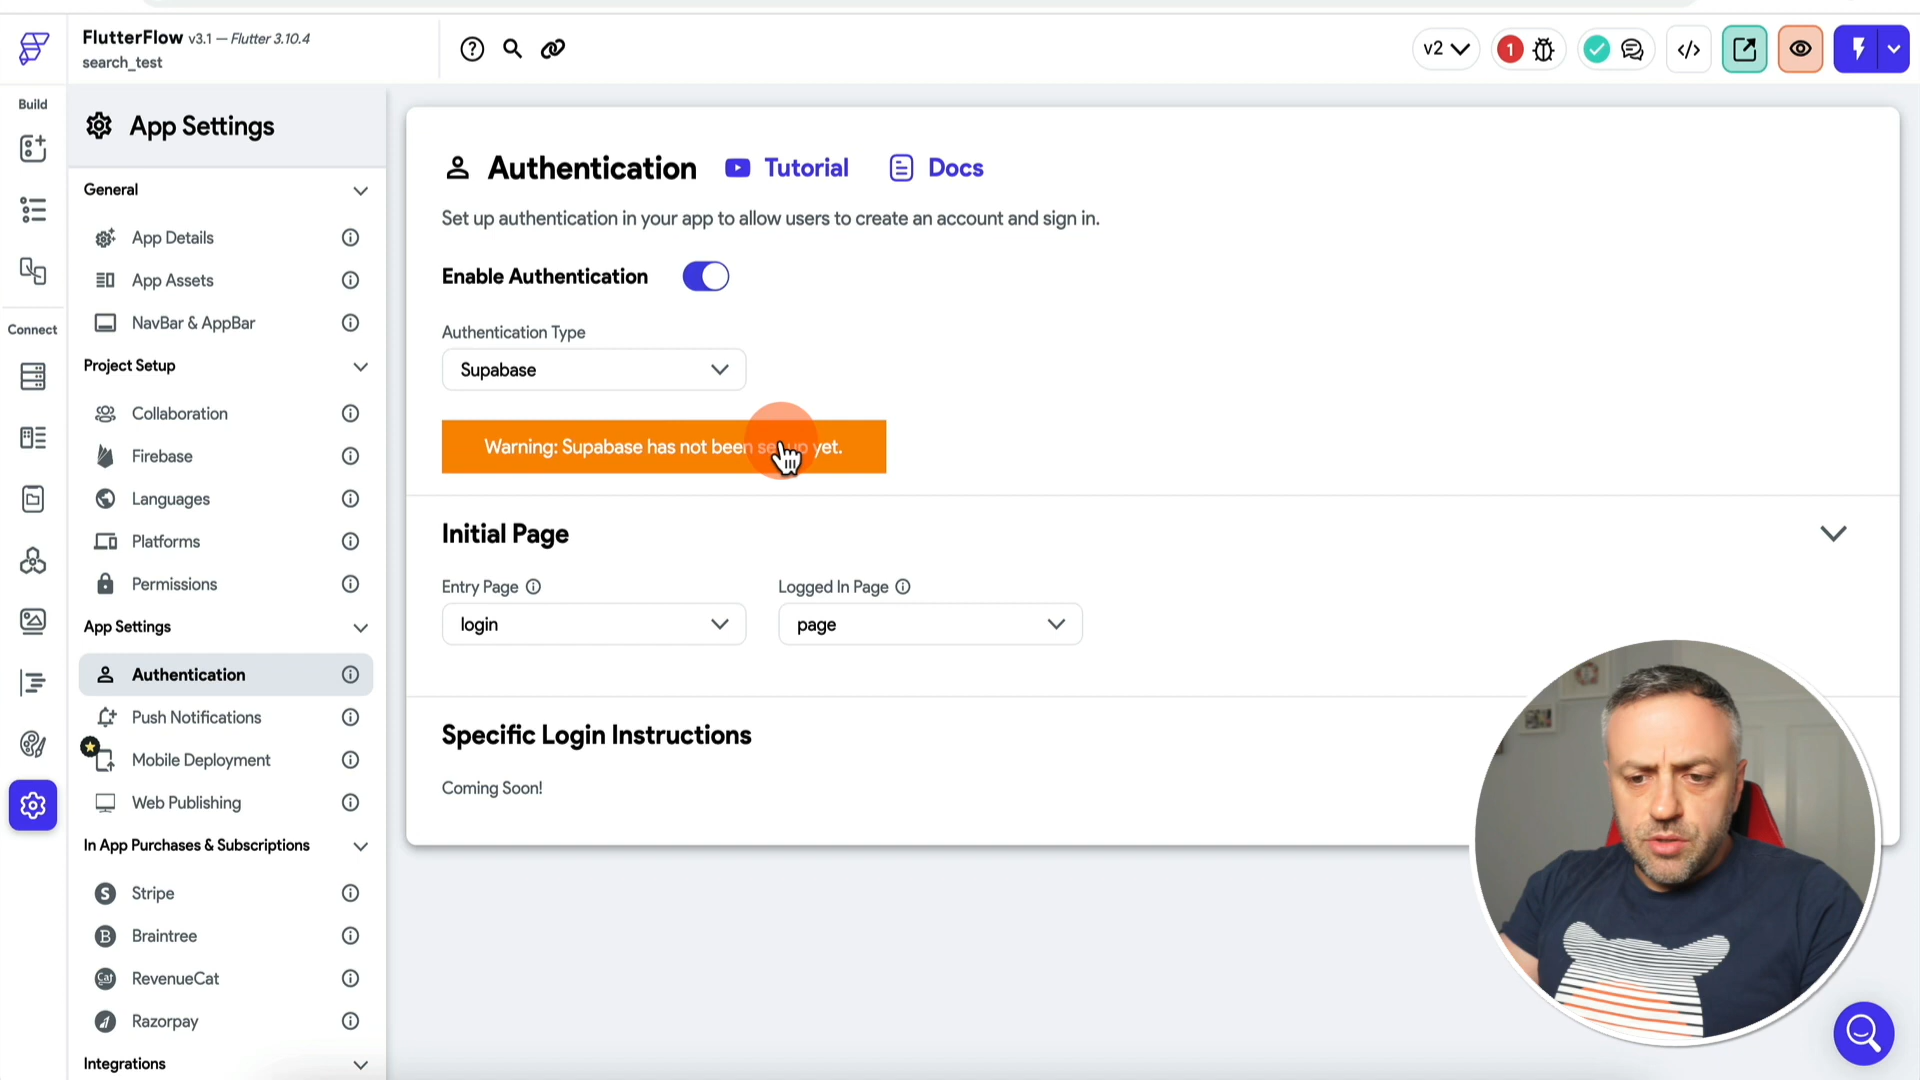 FlutterFlow v3.1 — Flutter 3.10.4
search_test
v2
1
Build
Connect
App Settings
General
App Details
App Assets
NavBar & AppBar
Project Setup
Collaboration
Firebase
Languages
Platforms
Permissions
App Settings
Authentication
Push Notifications
Mobile Deployment
Web Publishing
In App Purchases & Subscriptions
Stripe
Braintree
RevenueCat
Razorpay
Integrations
Authentication
Tutorial
Docs
Set up authentication in your app to allow users to create an account and sign in.
Enable Authentication
Authentication Type
Supabase
Warning: Supabase has not been set up yet.
Initial Page
Entry Page
Logged In Page
login
page
Specific Login Instructions
Coming Soon!